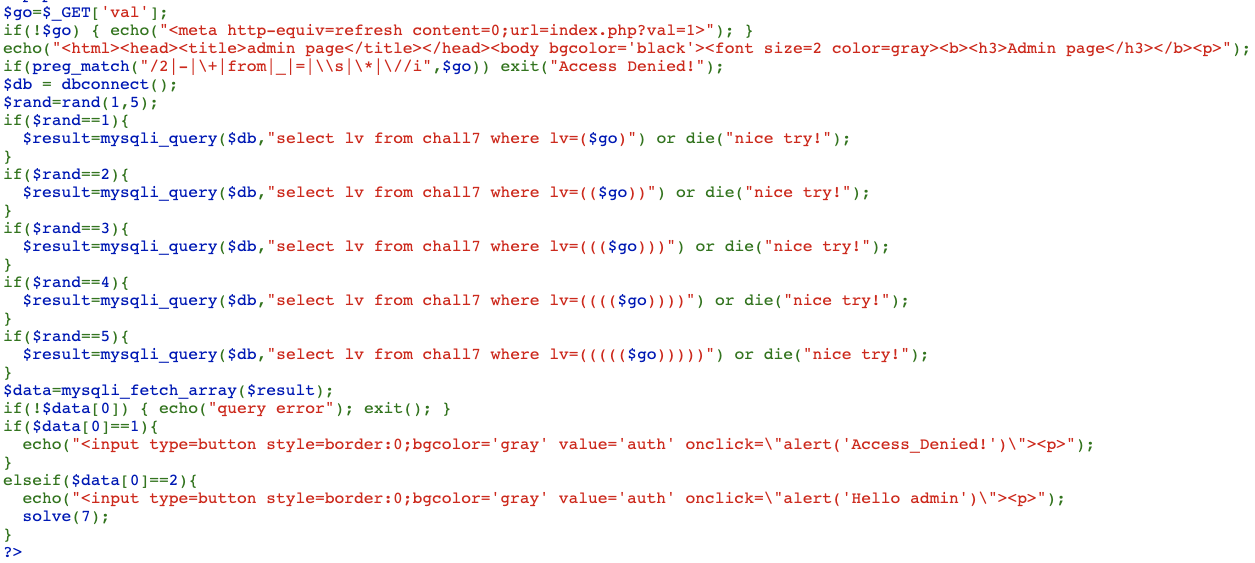 $go=$_GET['val'];
if(!$go) { echo("<meta http-equiv=refresh content=0;url=index.php?val=1>"); }
echo("<html><head><title>admin page</title></head><body bgcolor='black'><font size=2 color=gray><b><h3>Admin page</h3></b><p>");
if(preg_match("/2|-|\+|from|_|=|\\s|\*|\//i",$go)) exit("Access Denied!");
$db = dbconnect();
$rand=rand(1,5);
if($rand==1){
  $result=mysqli_query($db,"select lv from chall7 where lv=($go)") or die("nice try!");
}
if($rand==2){
  $result=mysqli_query($db,"select lv from chall7 where lv=(($go))") or die("nice try!");
}
if($rand==3){
  $result=mysqli_query($db,"select lv from chall7 where lv=((($go)))") or die("nice try!");
}
if($rand==4){
  $result=mysqli_query($db,"select lv from chall7 where lv=(((($go))))") or die("nice try!");
}
if($rand==5){
  $result=mysqli_query($db,"select lv from chall7 where lv=((((($go)))))") or die("nice try!");
}
$data=mysqli_fetch_array($result);
if(!$data[0]) { echo("query error"); exit(); }
if($data[0]==1){
  echo("<input type=button style=border:0;bgcolor='gray' value='auth' onclick=\"alert('Access_Denied!')\"><p>");
}
elseif($data[0]==2){
  echo("<input type=button style=border:0;bgcolor='gray' value='auth' onclick=\"alert('Hello admin')\"><p>");
  solve(7);
}
?>